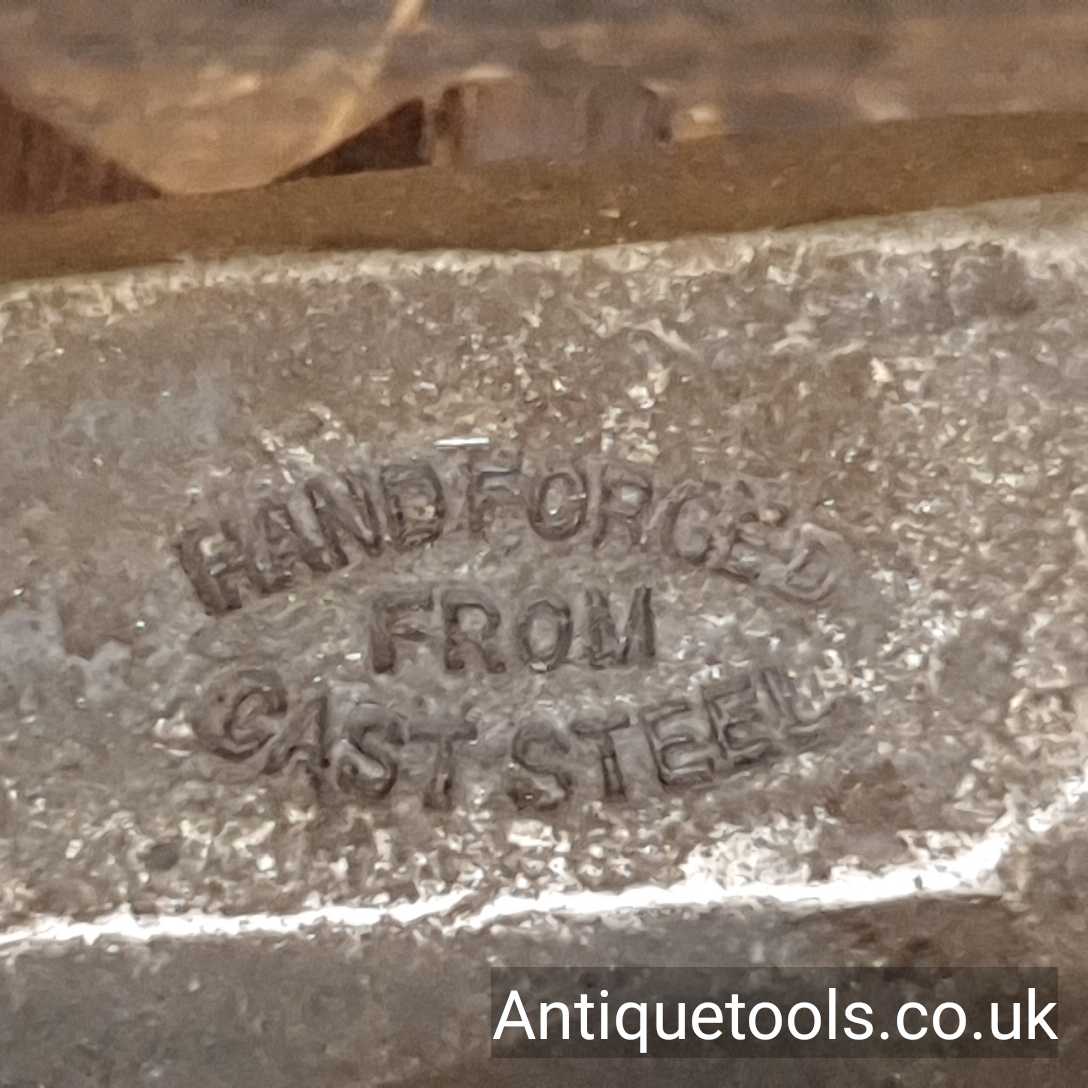 HAND FORGED
FROM
CAST STEEL
Antiquetools.co.uk